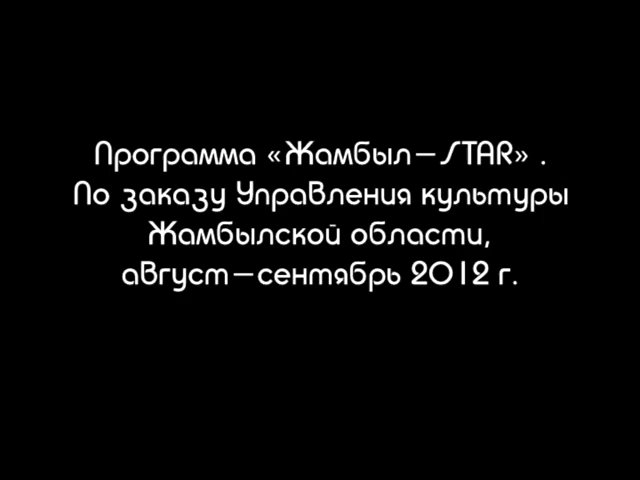 Программа «Жамбыл-STAR» .
По заказу Управления культуры
Жамбылской области,
август-сентябрь 2012 г.